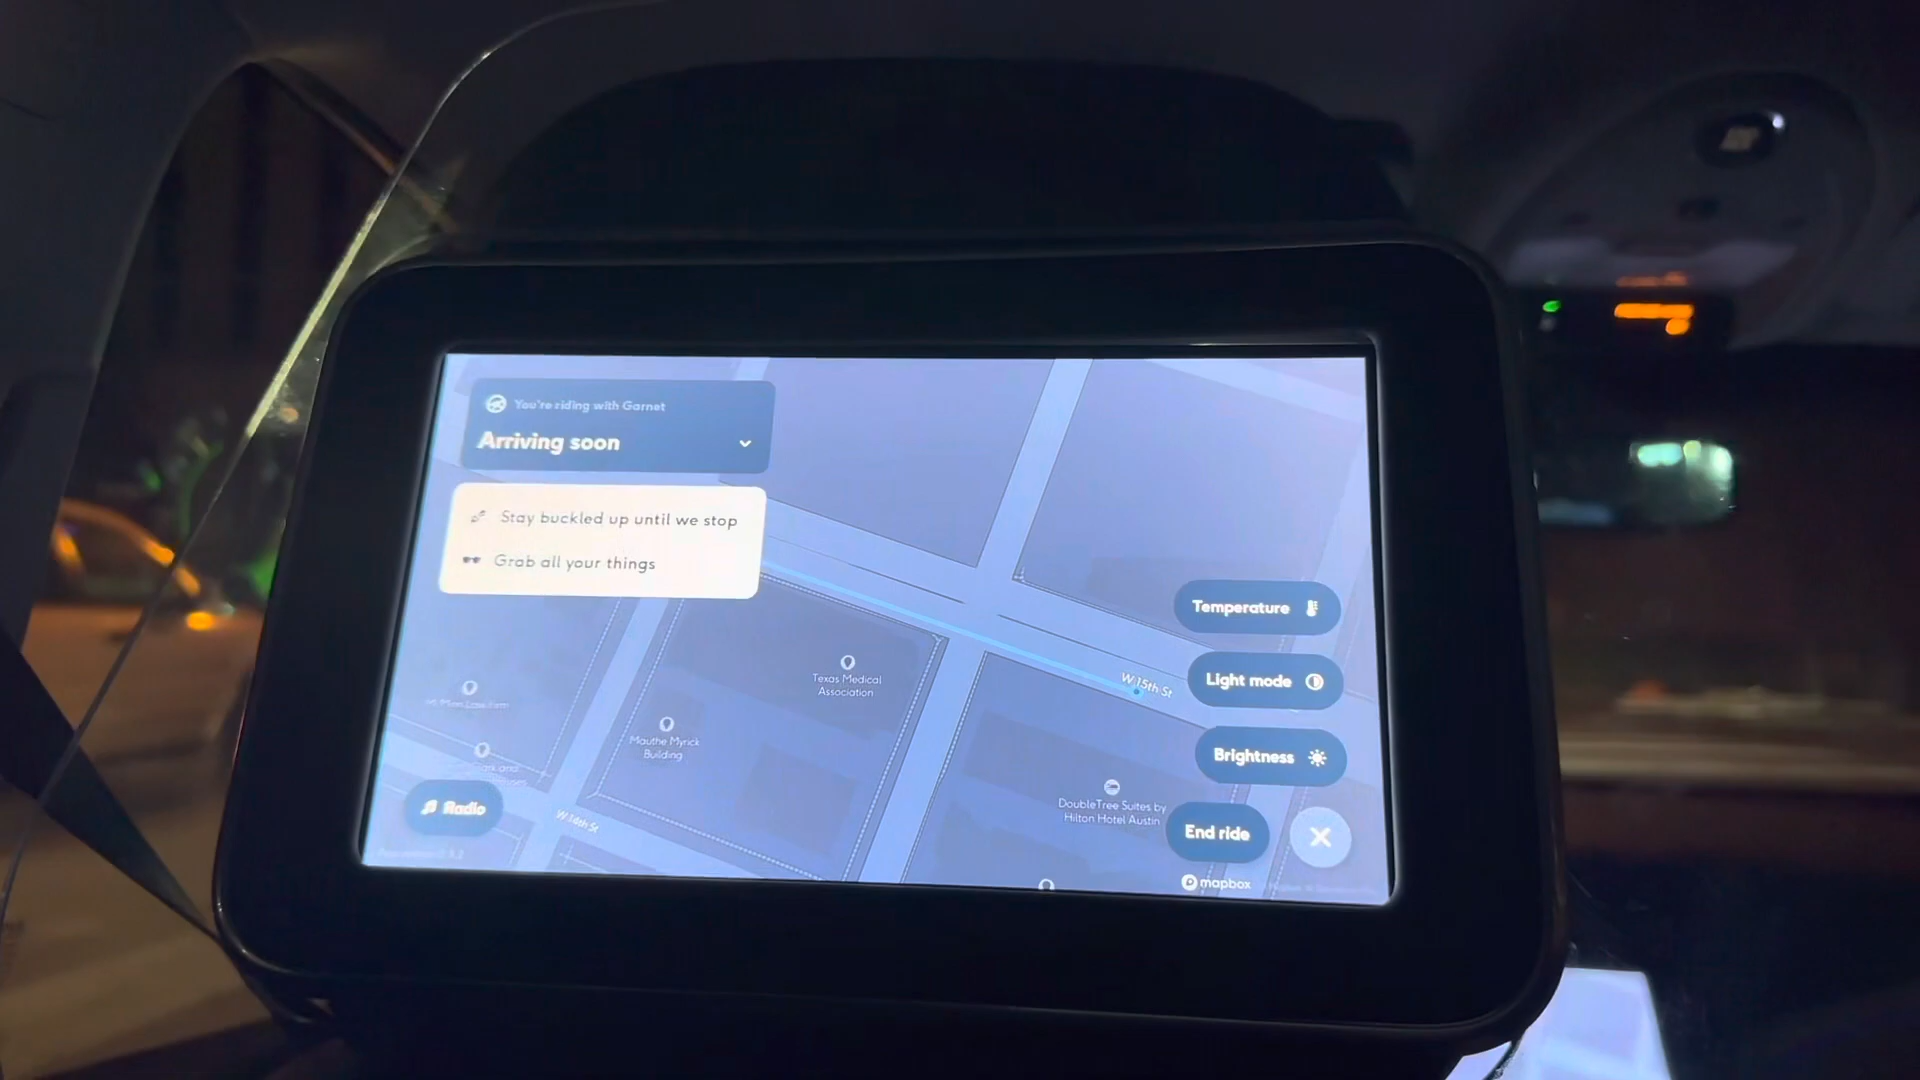 You're riding with Garnet
Arriving soon
Stay buckled up until we stop
Grab all your things
Temperature
Light mode
Brightness
End ride
Radio
W 15th St
Texas Medical
Association
Mauthe Myrick
Building
DoubleTree Suites by
Hilton Hotel Austin
W 14th St
mapbox